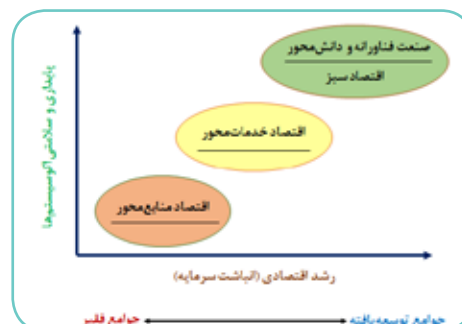 صنعت فناورانه و دانش‌محور
اقتصاد سبز
اقتصاد خدمات‌محور
اقتصاد منابع‌محور
پایداری و سلامتی اکوسیستم‌ها
رشد اقتصادی (انباشت سرمایه)
جوامع توسعه‌یافته
جوامع فقیر